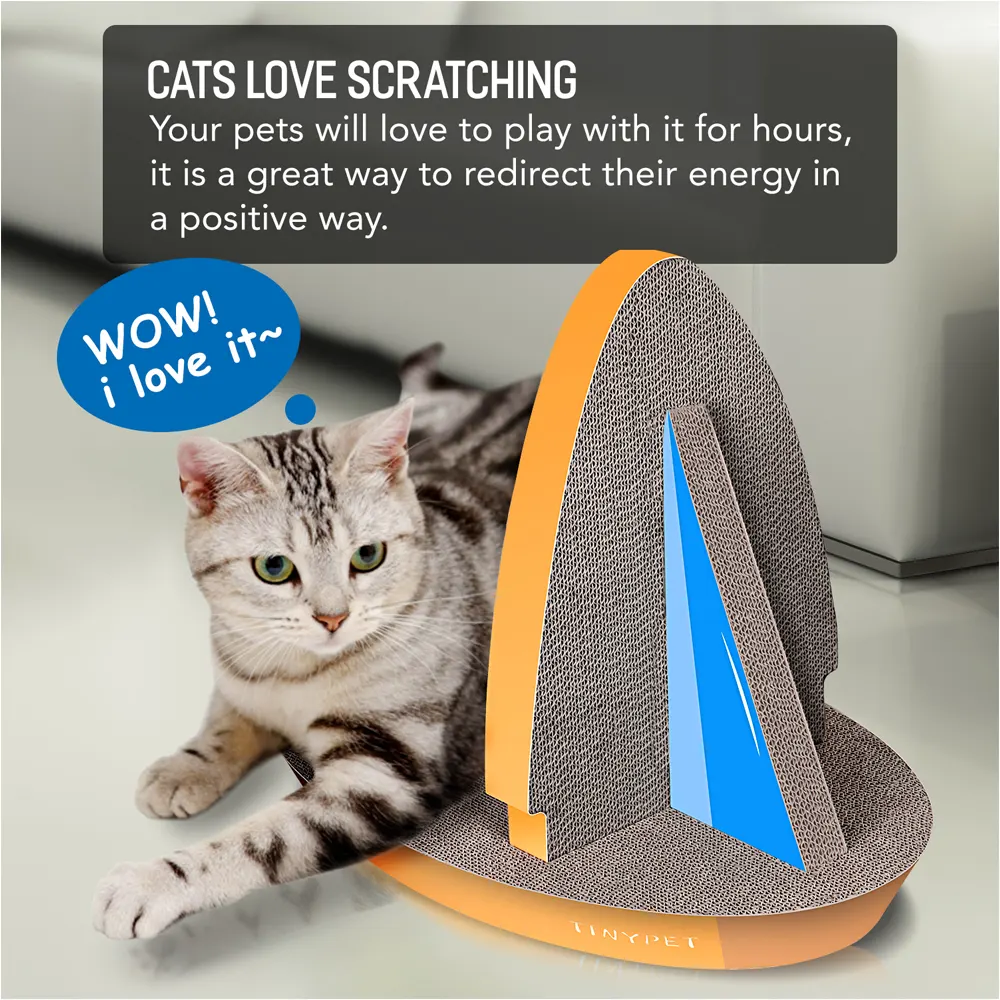 CATS LOVE SCRATCHING
Your pets will love to play with it for hours,
it is a great way to redirect their energy in
a positive way.
WOW!
i love it~
TINYPET